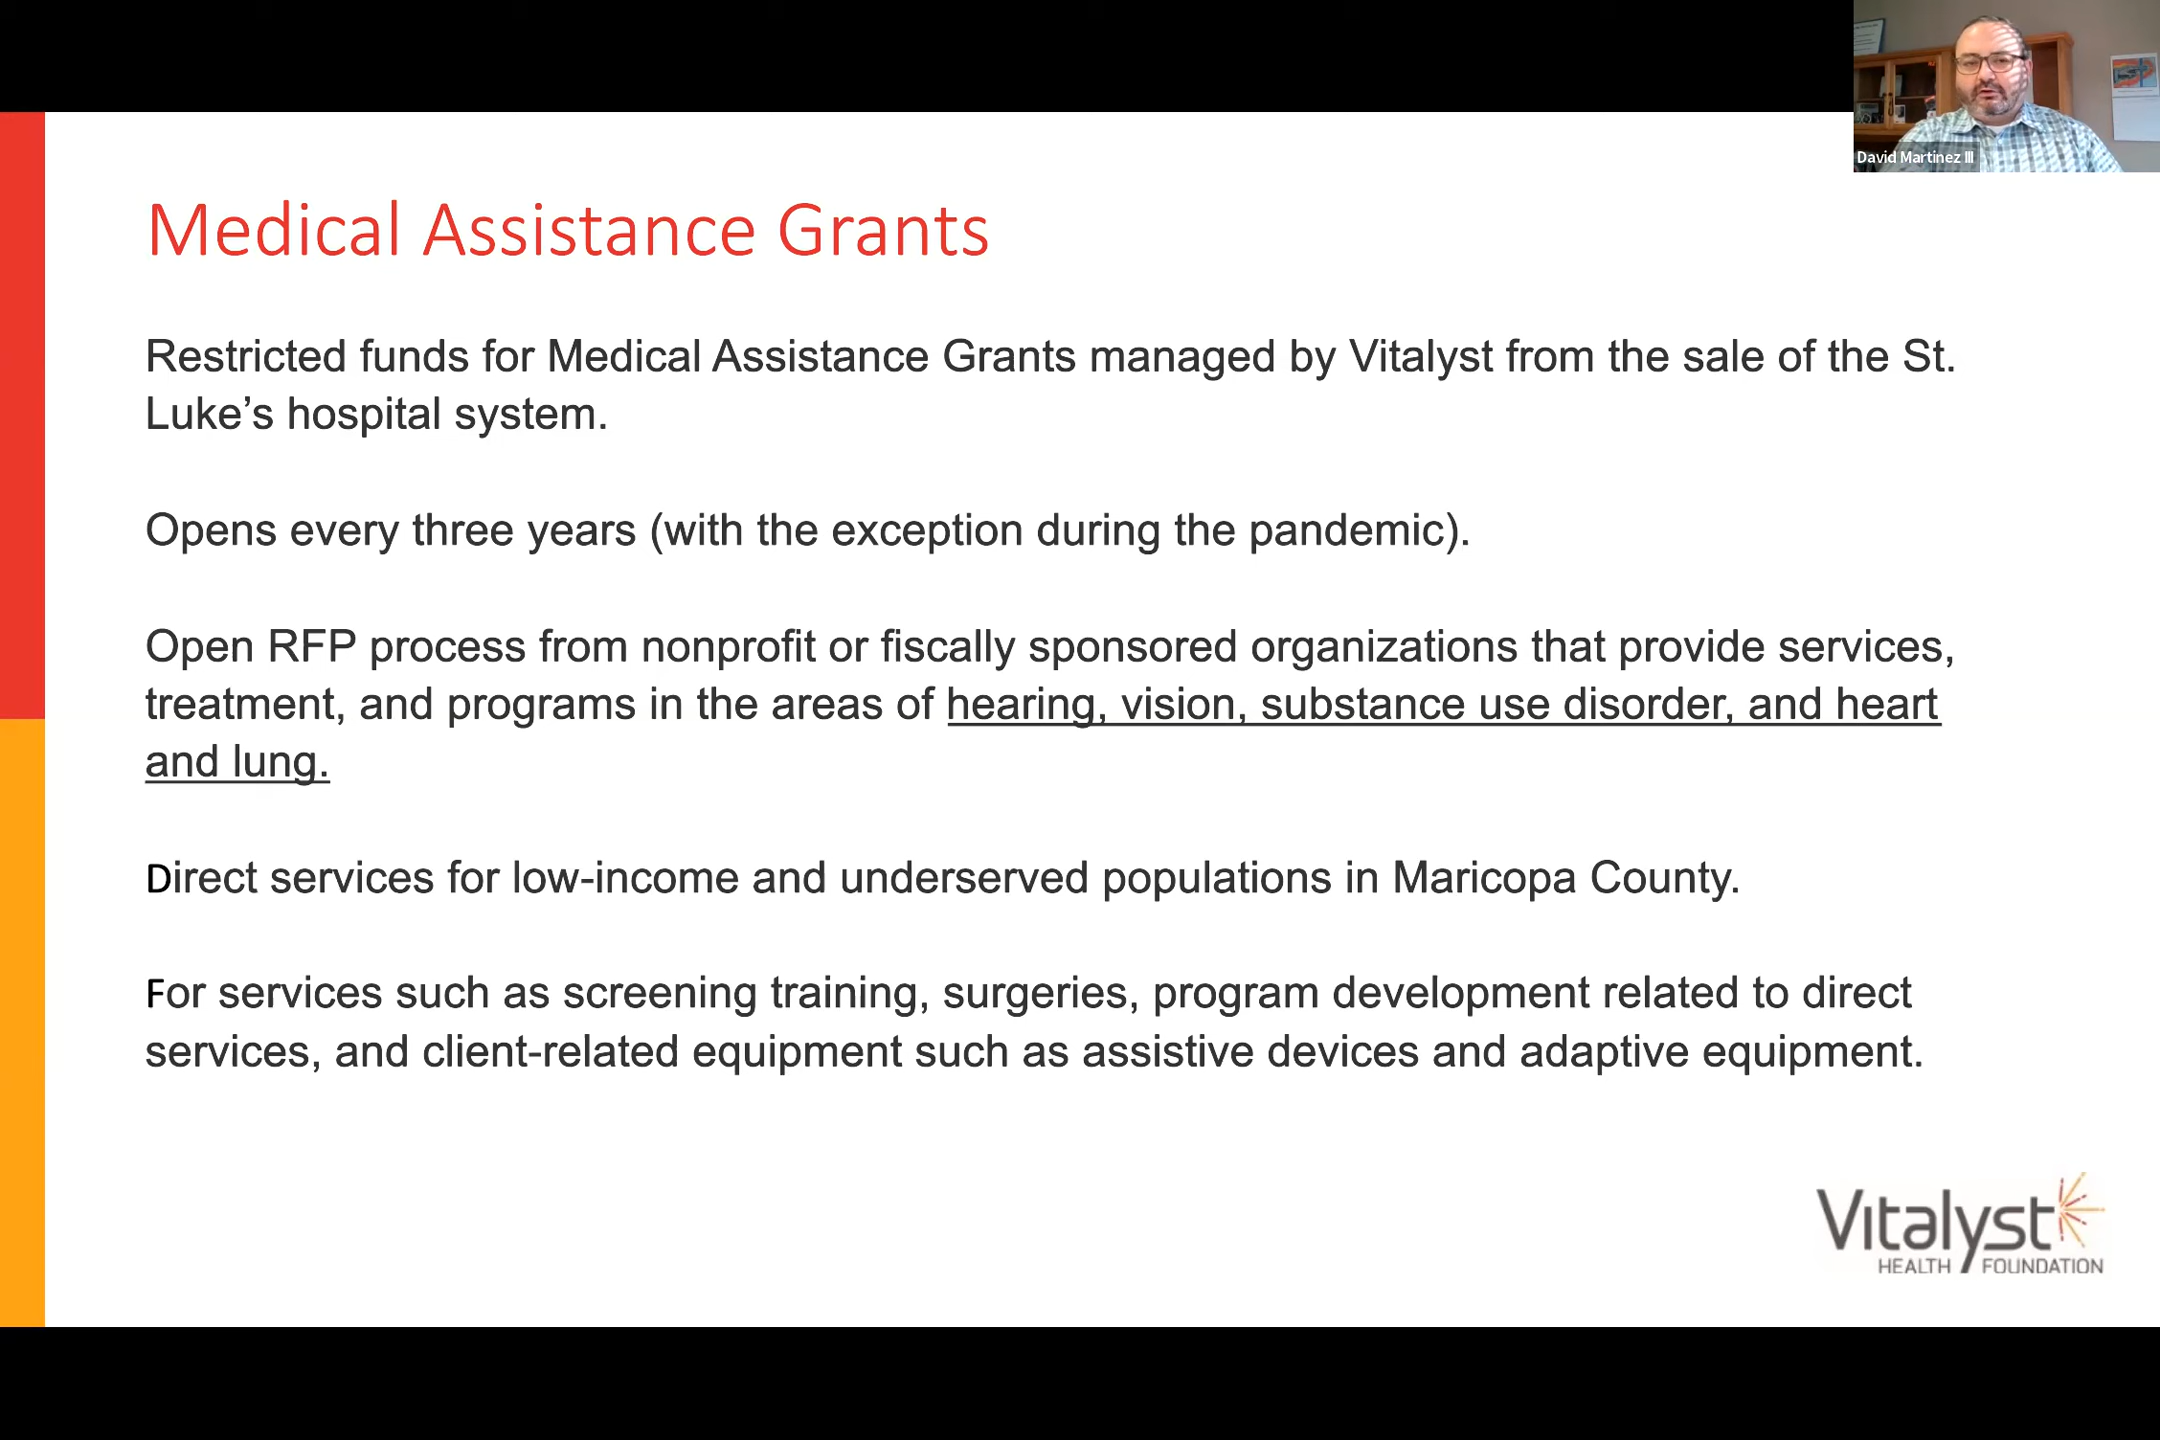 David Martinez III
Medical Assistance Grants
Restricted funds for Medical Assistance Grants managed by Vitalyst from the sale of the St.
Luke’s hospital system.
Opens every three years (with the exception during the pandemic).
Open RFP process from nonprofit or fiscally sponsored organizations that provide services,
treatment, and programs in the areas of hearing, vision, substance use disorder, and heart
and lung.
Direct services for low-income and underserved populations in Maricopa County.
For services such as screening training, surgeries, program development related to direct
services, and client-related equipment such as assistive devices and adaptive equipment.
Vitalyst
HEALTH FOUNDATION